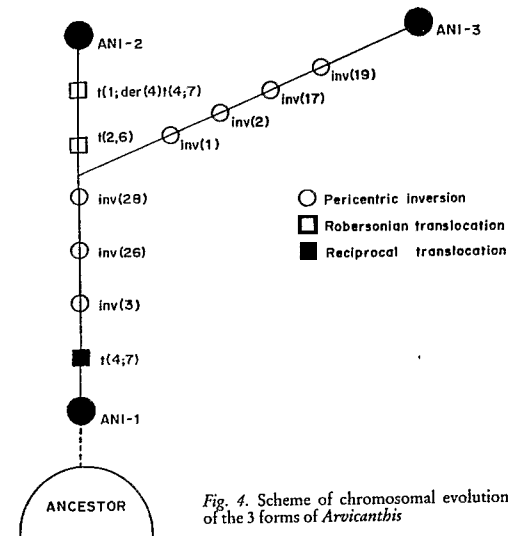 ANI-2
ANI-3
inv(19)
t(1;der(4)t(4;7)
inv(17)
inv(2)
t(2,6)
inv(1)
inv(28)
Pericentric inversion
Robersonian translocation
inv(26)
Reciprocal translocation
inv(3)
t(4;7)
ANI-1
ANCESTOR
Fig. 4. Scheme of chromosomal evolution
of the 3 forms of Arvicanthis